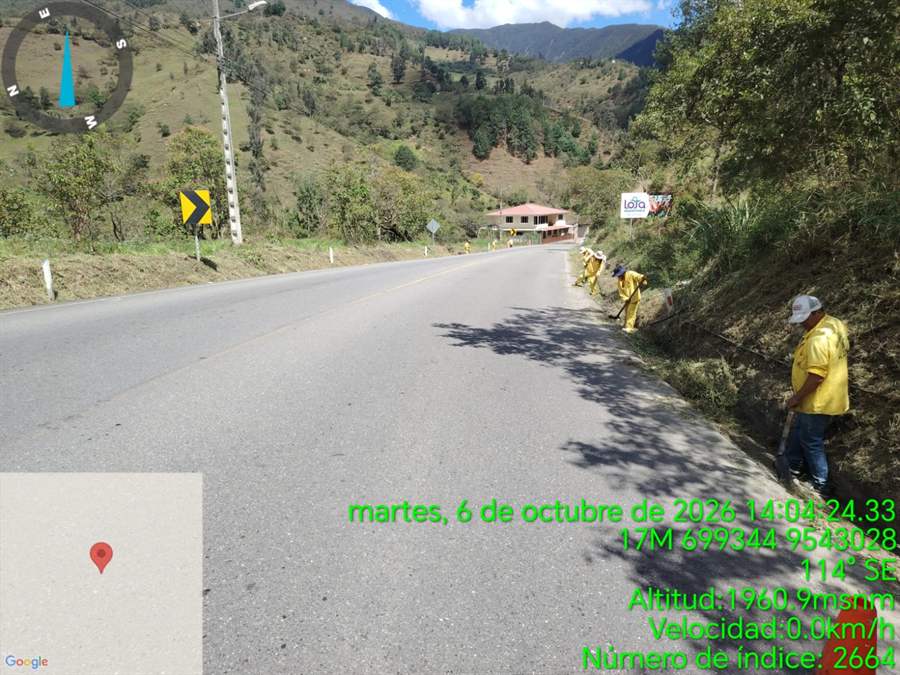 E
S
N
W
LOJA
martes, 6 de octubre de 2026 14:04:24.33
17M 699344 9543028
114° SE
Altitud:1960.9msnm
Velocidad:0.0km/h
Número de índice: 2664
Google